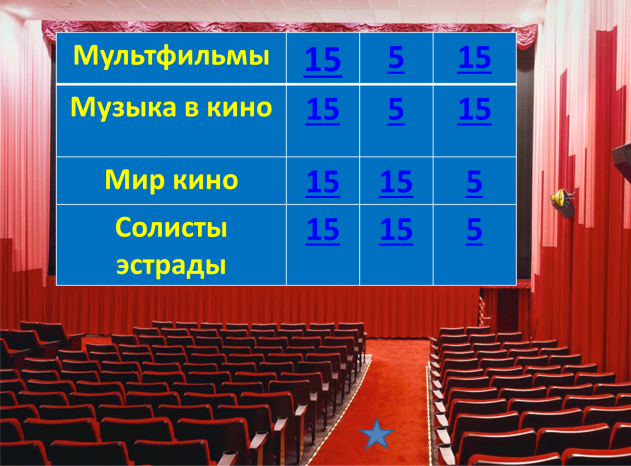 Мультфильмы 15 5 15
Музыка в кино 15 5 15
Мир кино 15 15 5
Солисты 15 15 5
эстрады